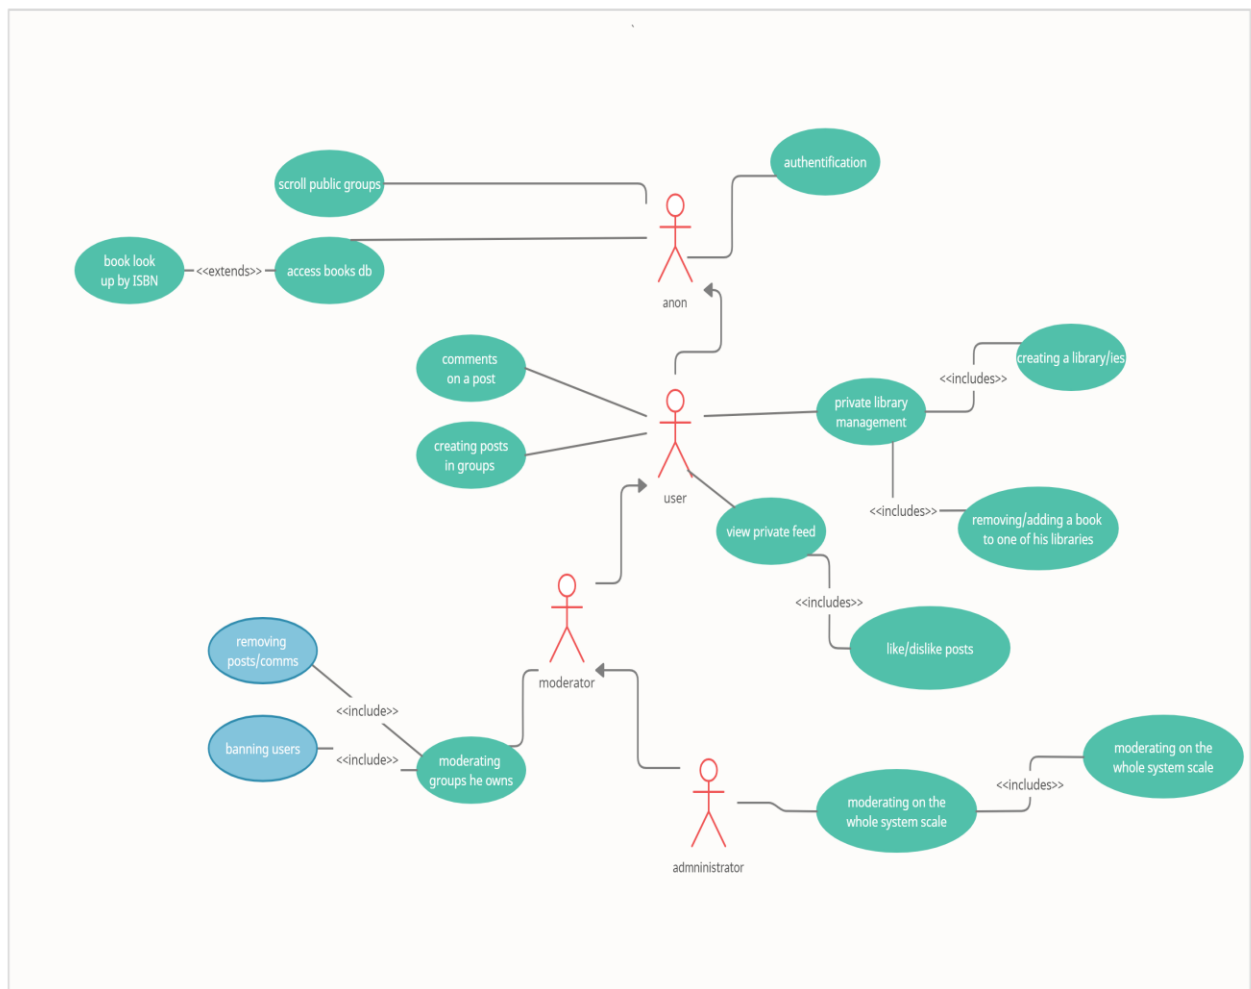 authentification
scroll public groups
book look
up by ISBN
<<extends>>
access books db
anon
comments
on a post
creating a library/ies
<<includes>>
private library
management
creating posts
in groups
user
<<includes>>
removing/adding a book
to one of his libraries
view private feed
<<includes>>
like/dislike posts
removing
posts/comms
moderator
<<include>>
banning users
<<include>>
moderating
groups he owns
moderating on the
whole system scale
<<includes>>
moderating on the
whole system scale
admninistrator